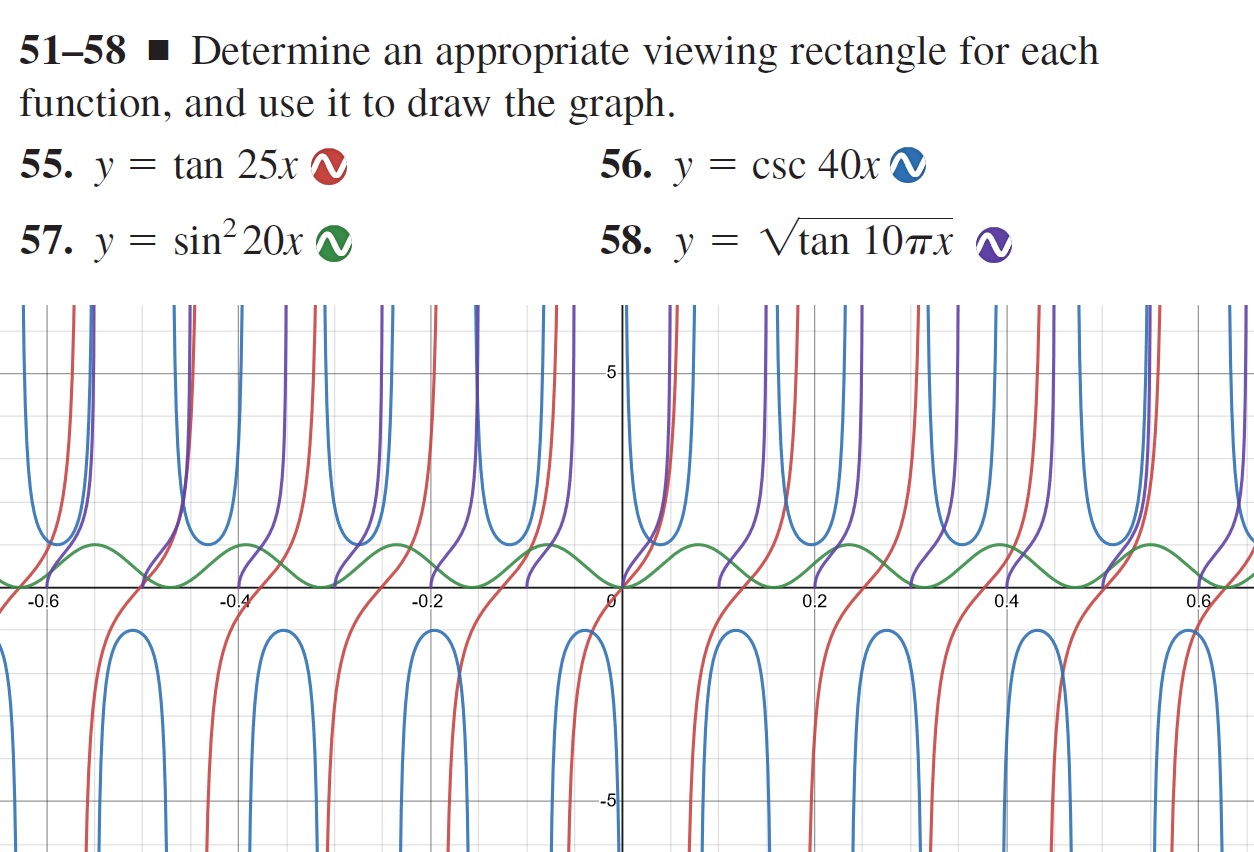 51–58 ■ Determine an appropriate viewing rectangle for each
function, and use it to draw the graph.
55. y = tan 25x 56. y = csc 40x
57. y = sin² 20x 58. y = √tan 10πx
5
-0.6 -0.4 -0.2 0 0.2 0.4 0.6
-5